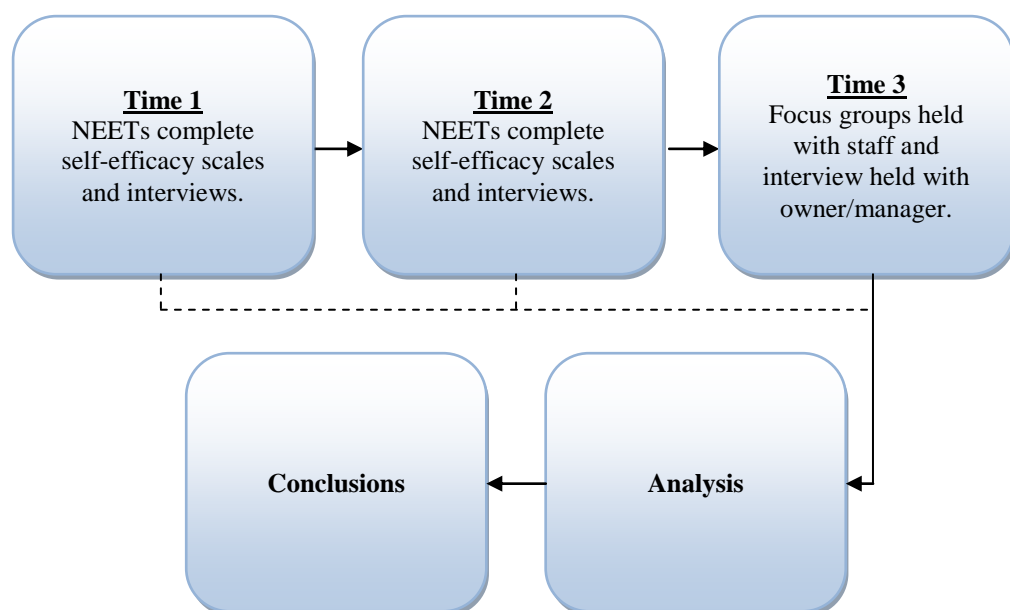 Time 1
NEETs complete
self-efficacy scales
and interviews.
Time 2
NEETs complete
self-efficacy scales
and interviews.
Time 3
Focus groups held
with staff and
interview held with
owner/manager.
Conclusions
Analysis